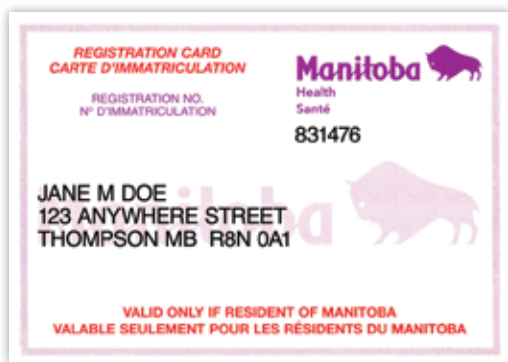 REGISTRATION CARD
CARTE D'IMMATRICULATION
REGISTRATION NO.
Nº D'IMMATRICULATION
Manitoba
Health
Santé
831476
JANE M DOE
123 ANYWHERE STREET
THOMPSON MB R8N 0A1
Manitoba
VALID ONLY IF RESIDENT OF MANITOBA
VALABLE SEULEMENT POUR LES RÉSIDENTS DU MANITOBA